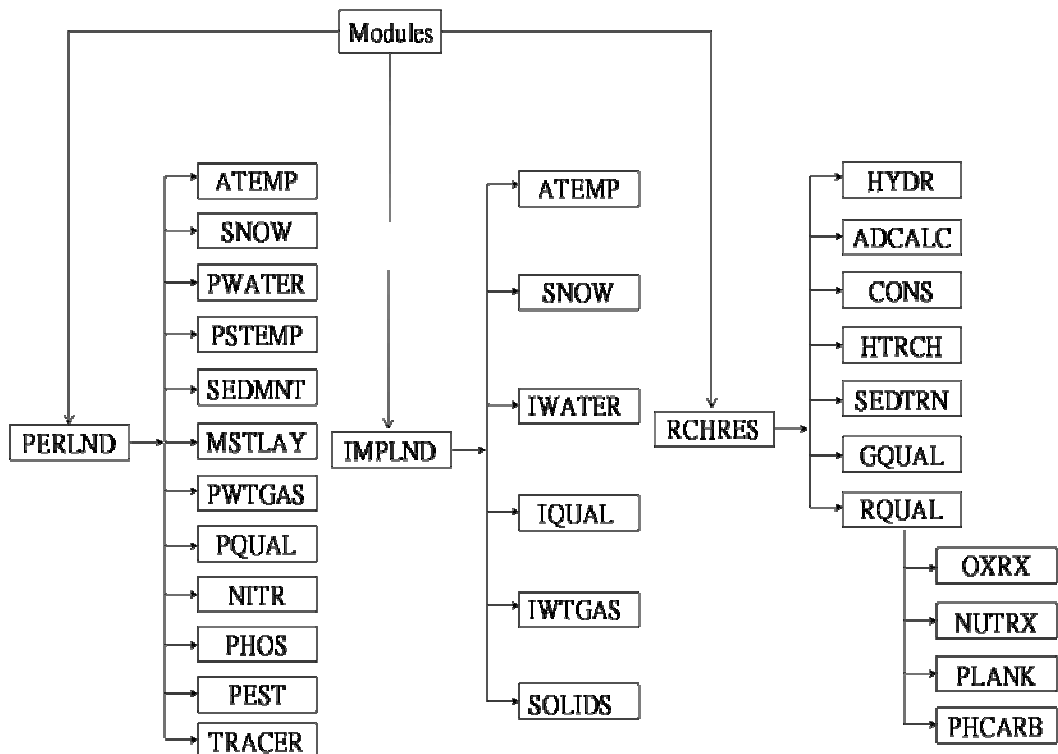 Modules
PERLND
ATEMP
SNOW
PWATER
PSTEMP
SEDMNT
MSTLAY
PWTGAS
PQUAL
NITR
PHOS
PEST
TRACER
IMPLND
ATEMP
SNOW
IWATER
IQUAL
IWTGAS
SOLIDS
RCHRES
HYDR
ADCALC
CONS
HTRCH
SEDTRN
GQUAL
RQUAL
OXRX
NUTRX
PLANK
PHCARB